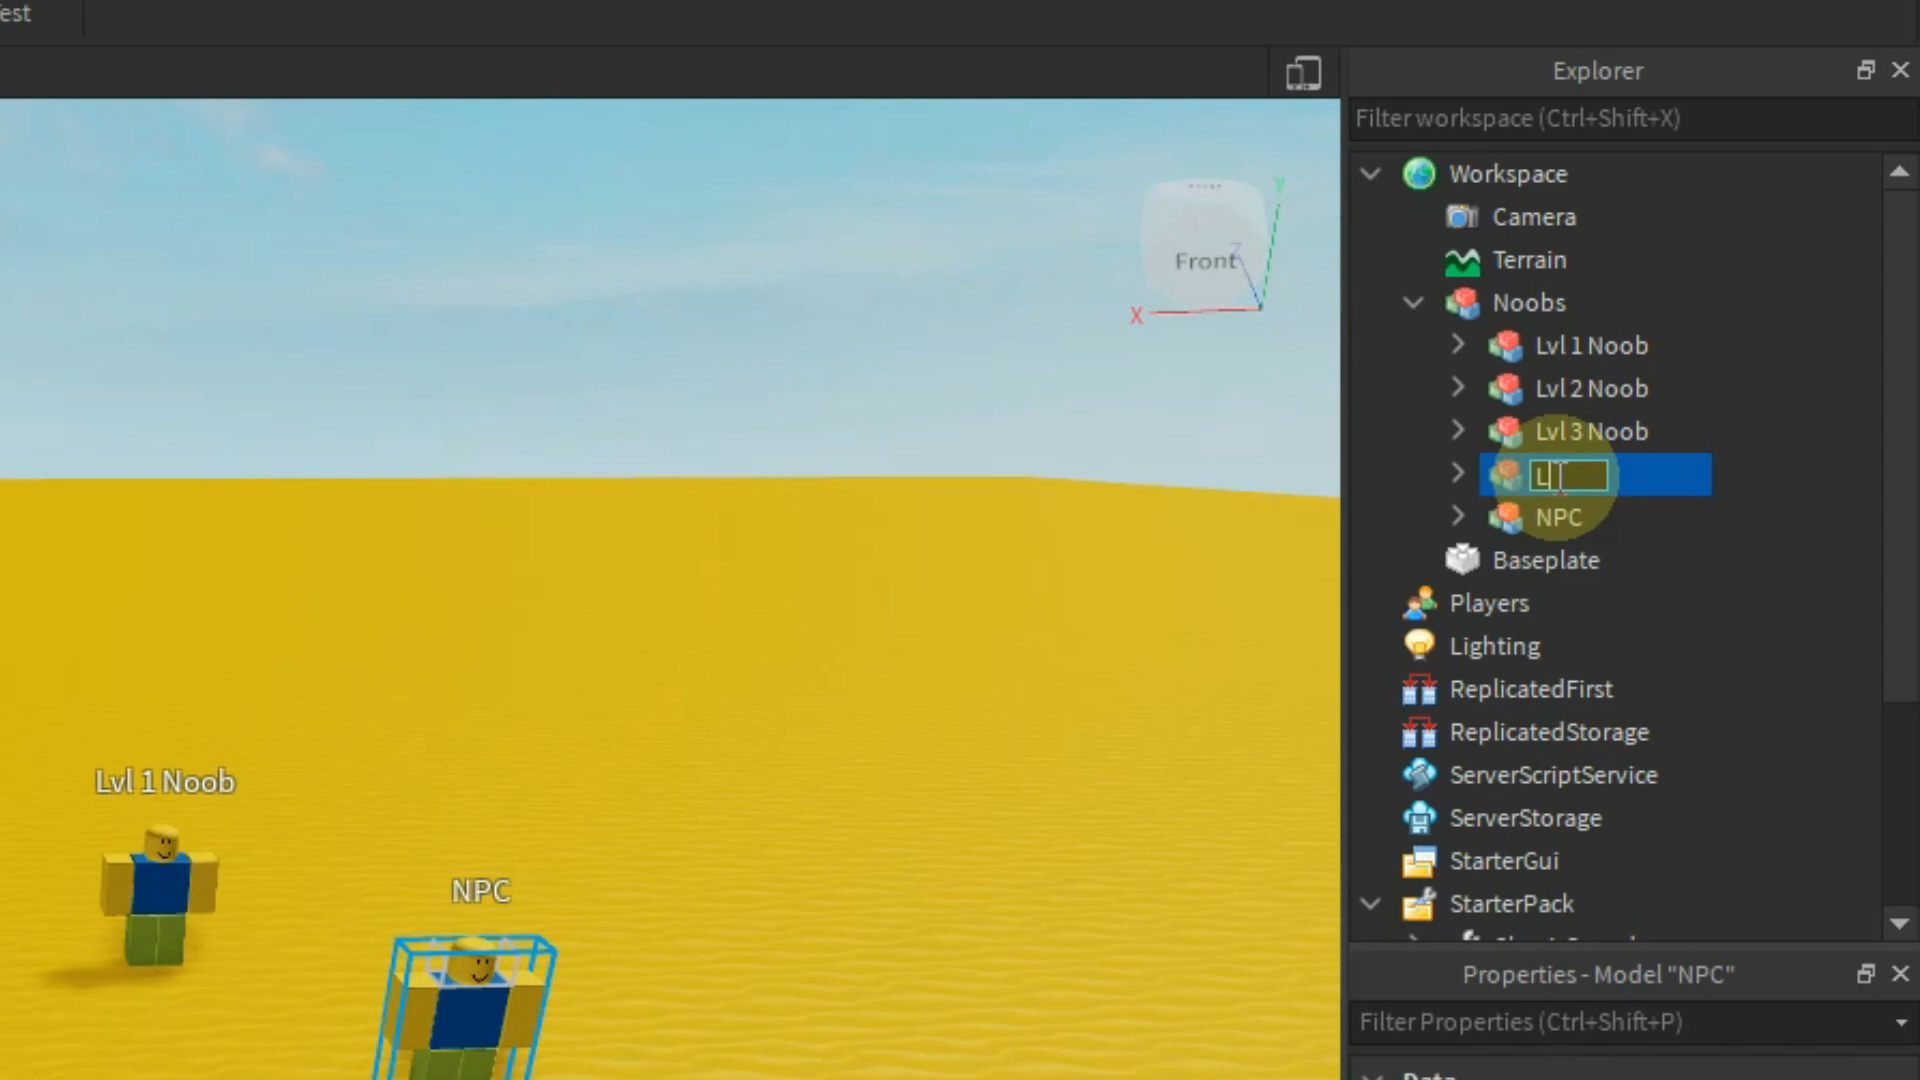 est
Explorer
Filter workspace (Ctrl+Shift+X)
Workspace
Camera
Terrain
Noobs
Lvl 1 Noob
Lvl 2 Noob
Lvl 3 Noob
L
NPC
Baseplate
Players
Lighting
ReplicatedFirst
ReplicatedStorage
ServerScriptService
ServerStorage
StarterGui
StarterPack
Properties - Model "NPC"
Filter Properties (Ctrl+Shift+P)
Data
Y
Z
Front
X
Lvl 1 Noob
NPC